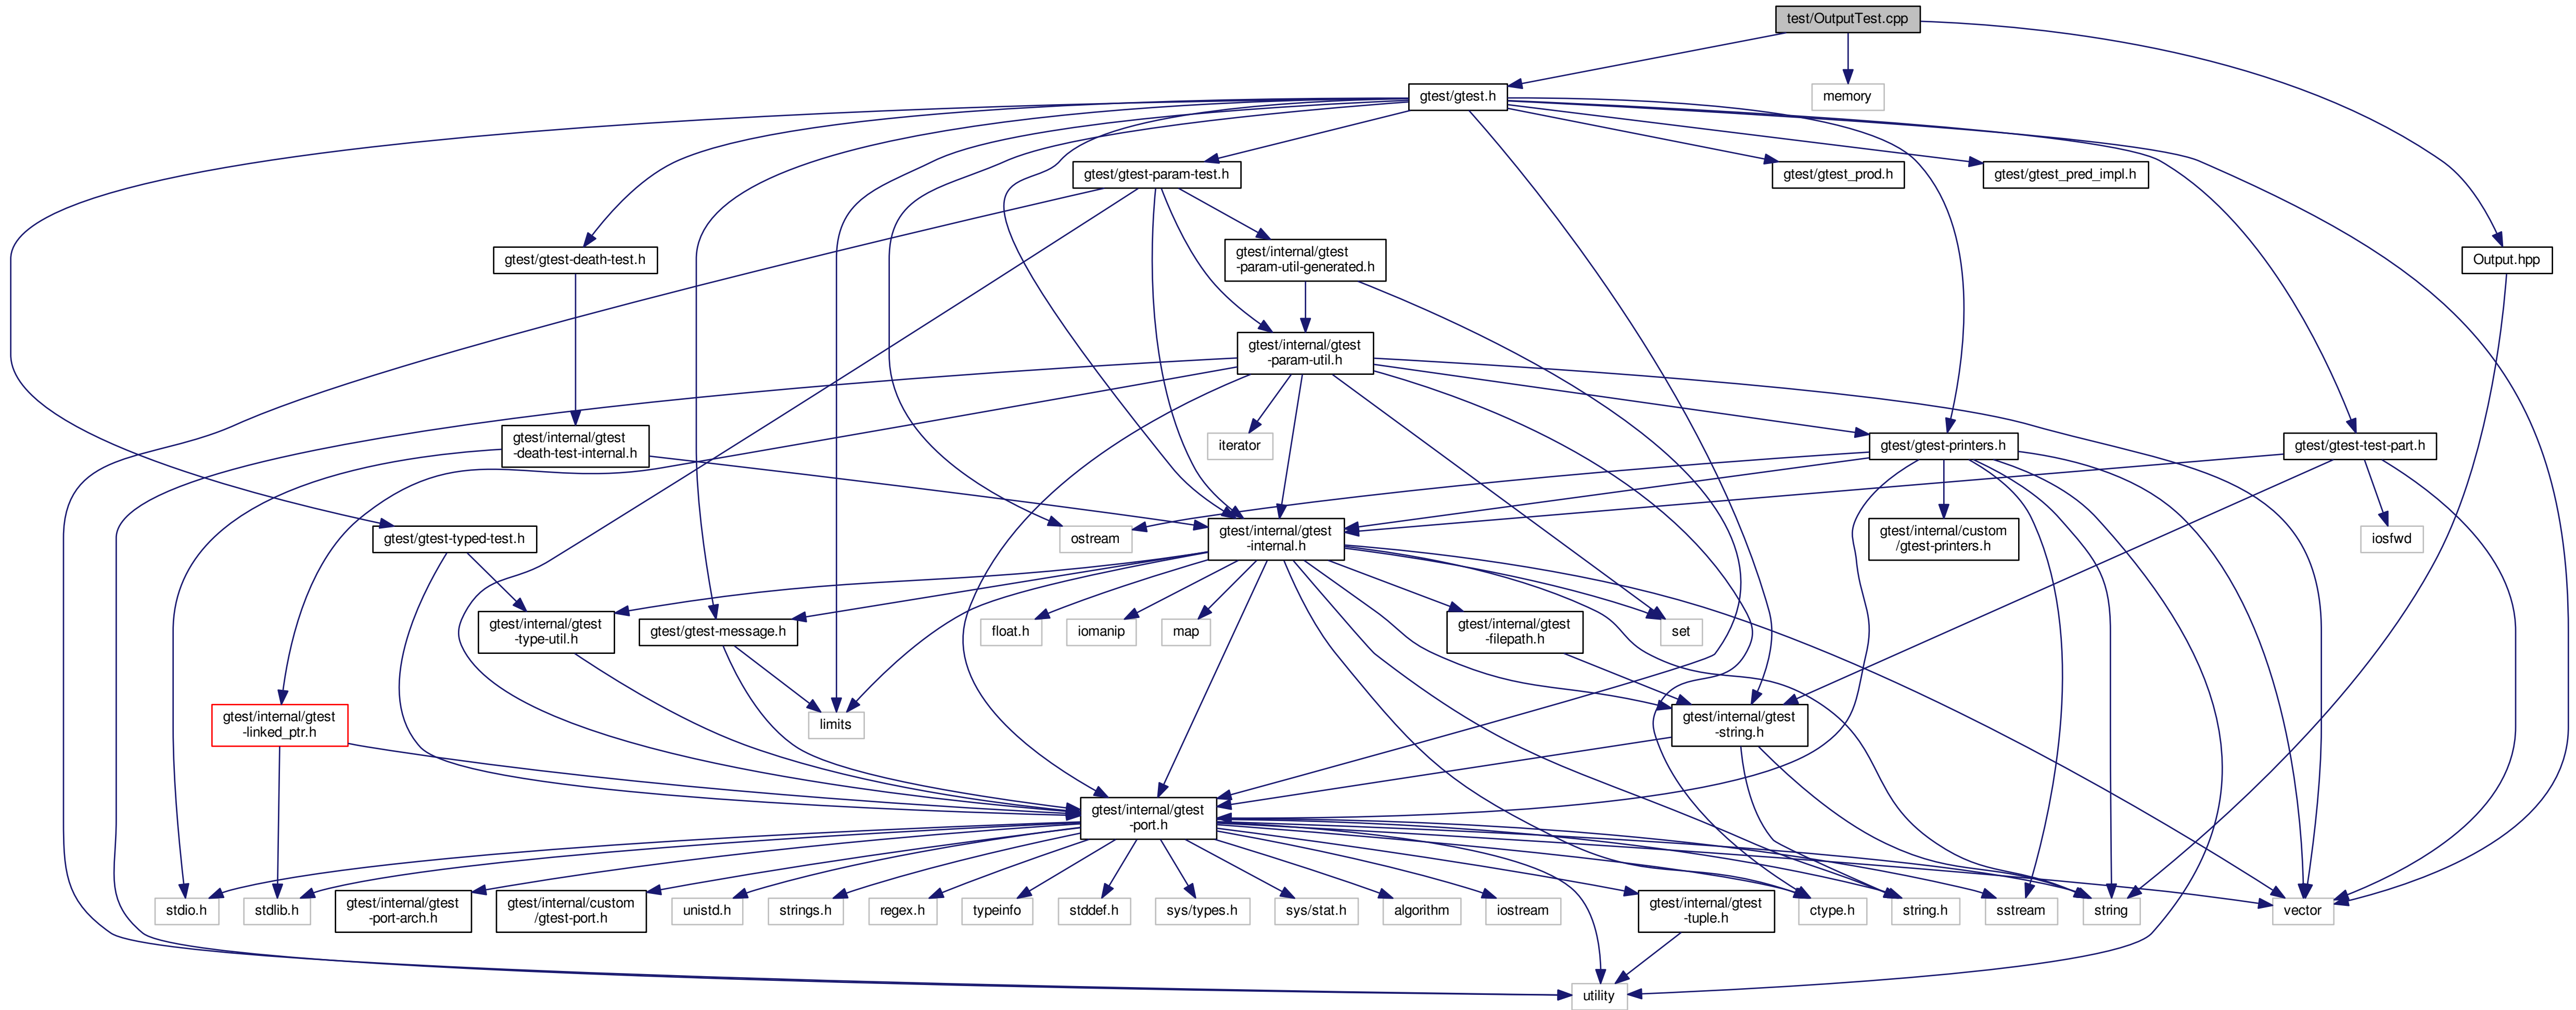 test/OutputTest.cpp
gtest/gtest.h
memory
gtest/gtest-param-test.h
gtest/gtest_prod.h
gtest/gtest_pred_impl.h
gtest/gtest-death-test.h
gtest/internal/gtest
-param-util-generated.h
Output.hpp
gtest/internal/gtest
-param-util.h
gtest/internal/gtest
-death-test-internal.h
iterator
gtest/gtest-printers.h
gtest/gtest-test-part.h
gtest/gtest-typed-test.h
ostream
gtest/internal/gtest
-internal.h
gtest/internal/custom
/gtest-printers.h
iosfwd
gtest/internal/gtest
-type-util.h
gtest/gtest-message.h
float.h
iomanip
map
gtest/internal/gtest
-filepath.h
set
gtest/internal/gtest
-linked_ptr.h
limits
gtest/internal/gtest
-string.h
gtest/internal/gtest
-port.h
stdio.h
stdlib.h
gtest/internal/gtest
-port-arch.h
gtest/internal/custom
/gtest-port.h
unistd.h
strings.h
regex.h
typeinfo
stddef.h
sys/types.h
sys/stat.h
algorithm
iostream
gtest/internal/gtest
-tuple.h
ctype.h
string.h
sstream
string
vector
utility